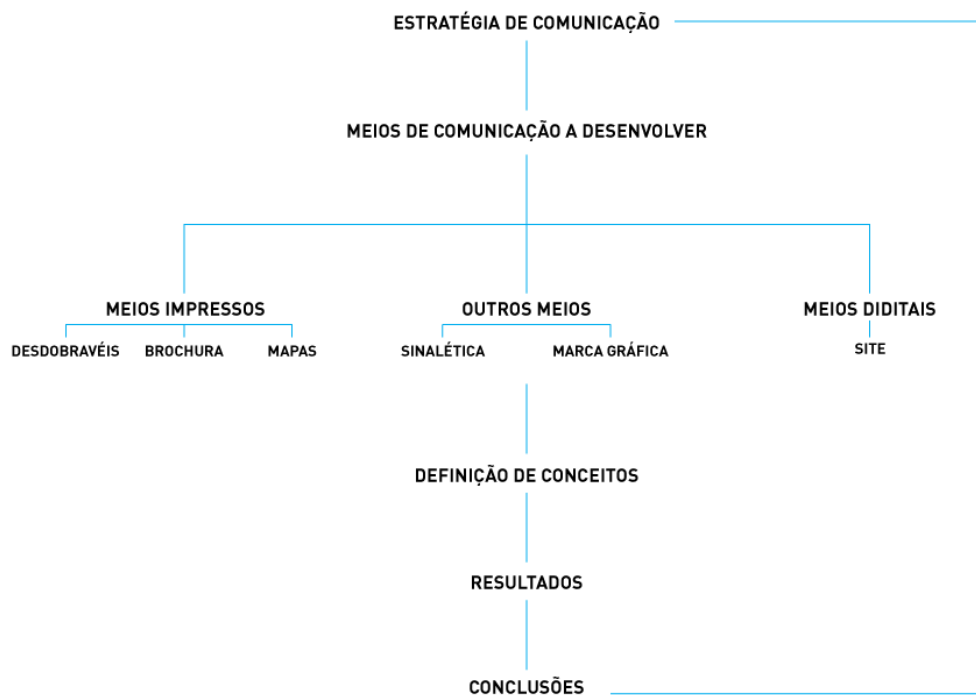 ESTRATÉGIA DE COMUNICAÇÃO
MEIOS DE COMUNICAÇÃO A DESENVOLVER
MEIOS IMPRESSOS
OUTROS MEIOS
MEIOS DIDITAIS
DESDOBRAVÉIS
BROCHURA
MAPAS
SINALÉTICA
MARCA GRÁFICA
SITE
DEFINIÇÃO DE CONCEITOS
RESULTADOS
CONCLUSÕES